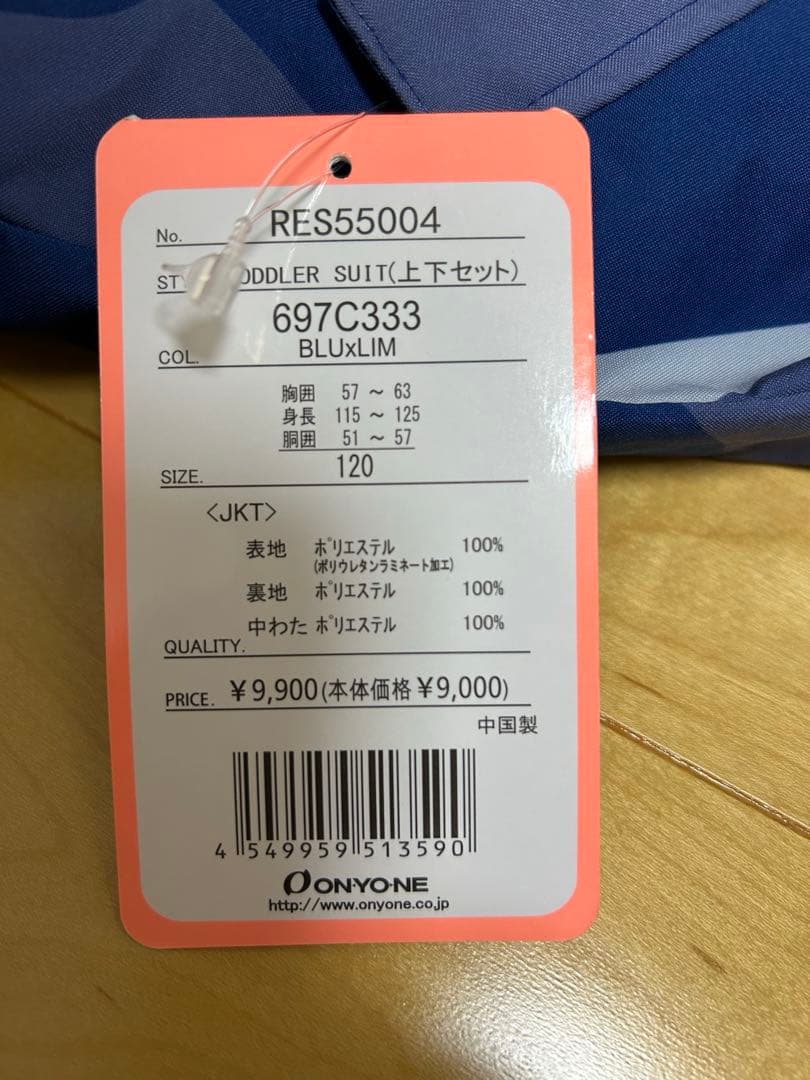 No. RES55004
ODDLER SUIT(上下セット)
697C333
COL. BLUxLIM
胸囲 57 ～ 63
身長 115 ～ 125
胴囲 51 ～ 57
SIZE. 120
〈JKT〉
表地 ポリエステル 100%
(ポリウレタンラミネート加工)
裏地 ポリエステル 100%
中わた ポリエステル 100%
QUALITY.
PRICE. ¥9,900(本体価格¥9,000)
中国製
4 549959 513590
ON・YO・NE
http://www.onyone.co.jp